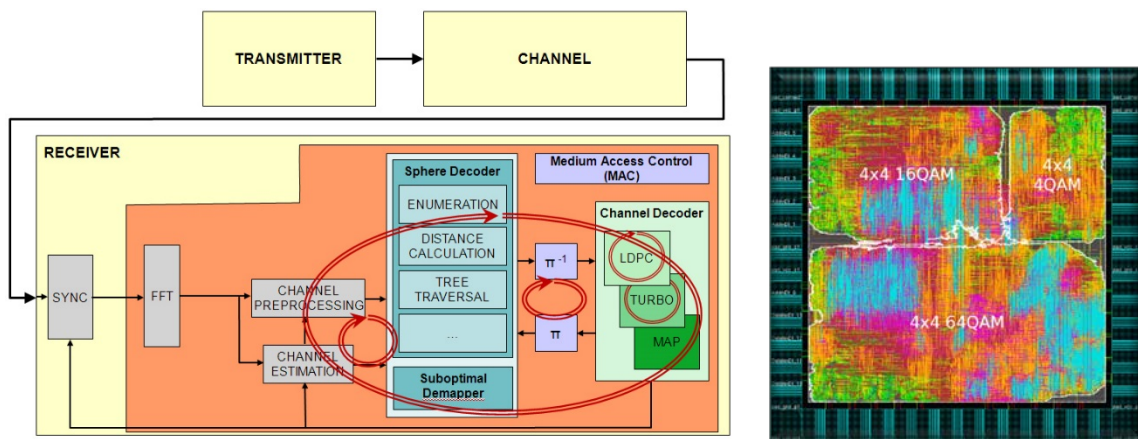 TRANSMITTER
CHANNEL
RECEIVER
SYNC
FFT
CHANNEL
PREPROCESSING
CHANNEL
ESTIMATION
Sphere Decoder
ENUMERATION
DISTANCE
CALCULATION
TREE
TRAVERSAL
...
Suboptimal
Demapper
Medium Access Control
(MAC)
π -1
π
Channel Decoder
LDPC
TURBO
MAP
4x4 16QAM
4x4
4QAM
4x4 64QAM